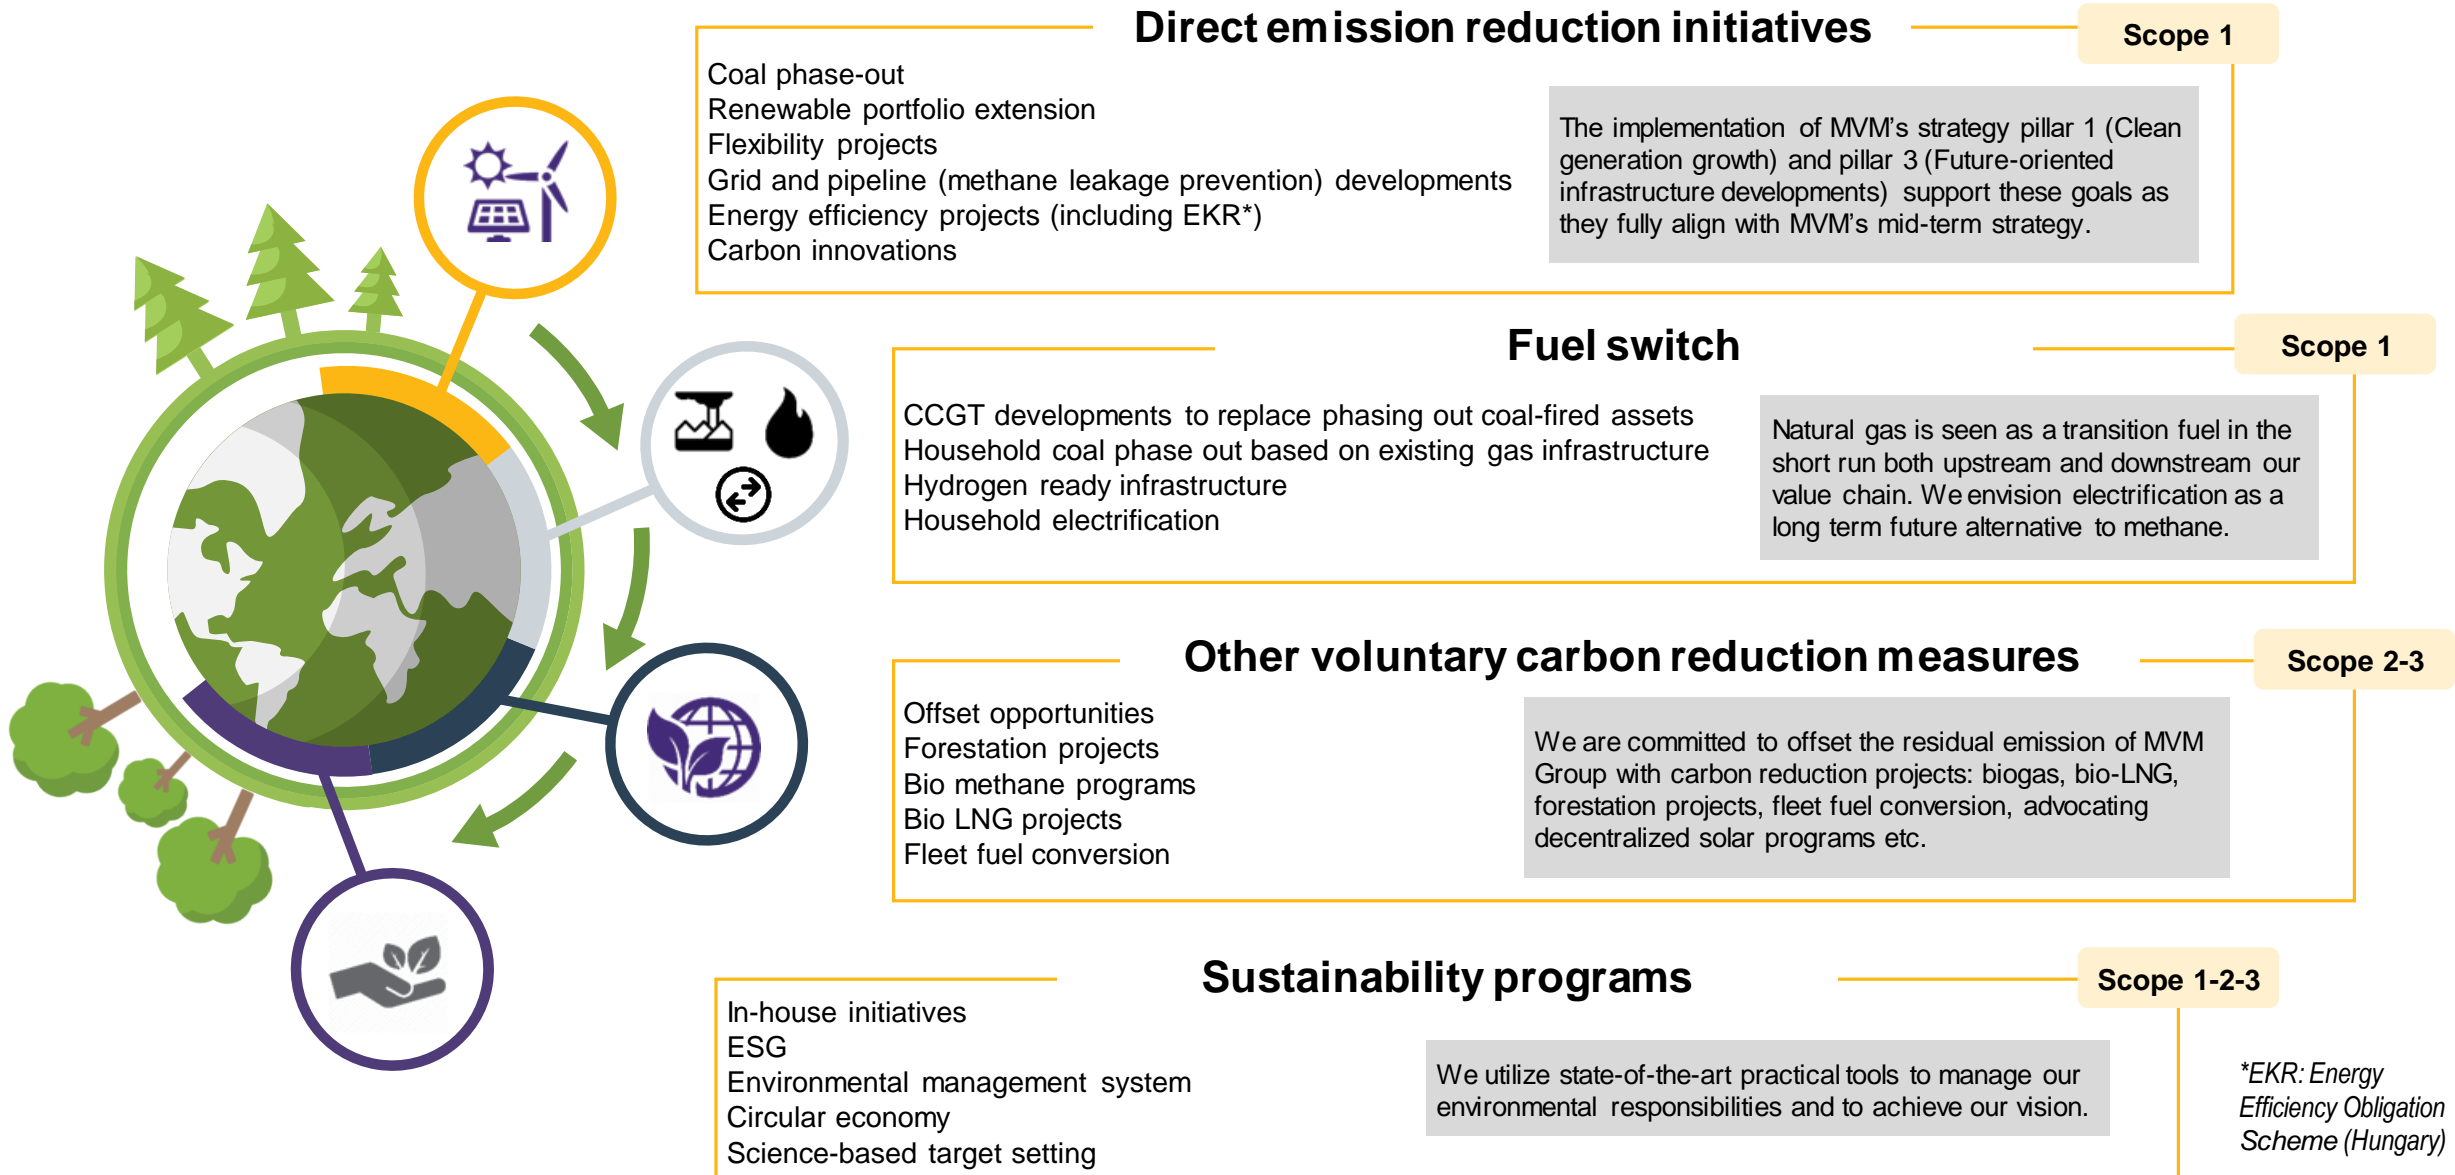 Direct emission reduction initiatives
Scope 1
Coal phase-out
Renewable portfolio extension
Flexibility projects
Grid and pipeline (methane leakage prevention) developments
Energy efficiency projects (including EKR*)
Carbon innovations
The implementation of MVM’s strategy pillar 1 (Clean
generation growth) and pillar 3 (Future-oriented
infrastructure developments) support these goals as
they fully align with MVM’s mid-term strategy.
Fuel switch
Scope 1
CCGT developments to replace phasing out coal-fired assets
Household coal phase out based on existing gas infrastructure
Hydrogen ready infrastructure
Household electrification
Natural gas is seen as a transition fuel in the
short run both upstream and downstream our
value chain. We envision electrification as a
long term future alternative to methane.
Other voluntary carbon reduction measures
Scope 2-3
Offset opportunities
Forestation projects
Bio methane programs
Bio LNG projects
Fleet fuel conversion
We are committed to offset the residual emission of MVM
Group with carbon reduction projects: biogas, bio-LNG,
forestation projects, fleet fuel conversion, advocating
decentralized solar programs etc.
Sustainability programs
Scope 1-2-3
In-house initiatives
ESG
Environmental management system
Circular economy
Science-based target setting
We utilize state-of-the-art practical tools to manage our
environmental responsibilities and to achieve our vision.
*EKR: Energy
Efficiency Obligation
Scheme (Hungary)